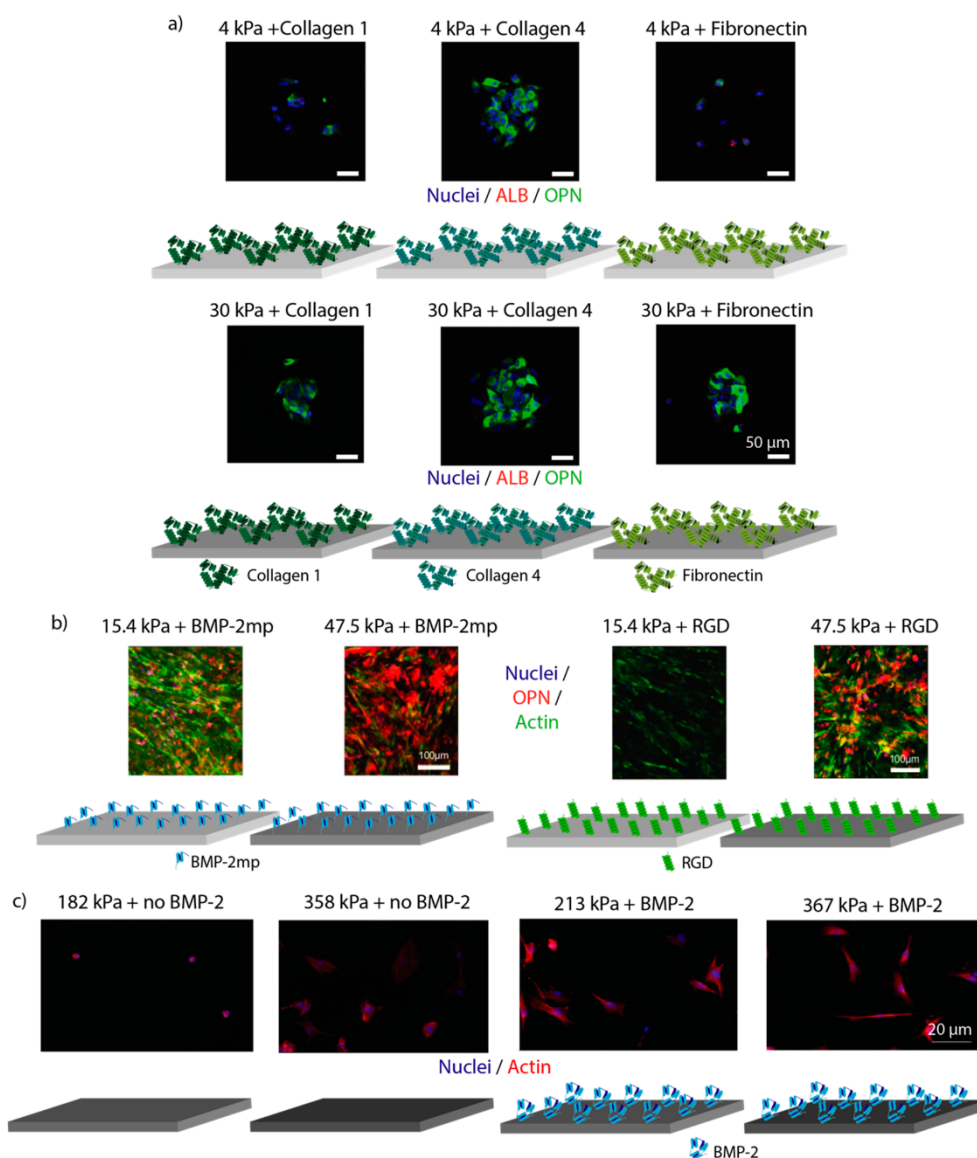 a)
4 kPa +Collagen 1 4 kPa + Collagen 4 4 kPa + Fibronectin
Nuclei / ALB / OPN
30 kPa + Collagen 1 30 kPa + Collagen 4 30 kPa + Fibronectin
50 µm
Nuclei / ALB / OPN
Collagen 1 Collagen 4 Fibronectin
b)
15.4 kPa + BMP-2mp 47.5 kPa + BMP-2mp 15.4 kPa + RGD 47.5 kPa + RGD
Nuclei /
OPN /
Actin
100µm 100µm
BMP-2mp RGD
c)
182 kPa + no BMP-2 358 kPa + no BMP-2 213 kPa + BMP-2 367 kPa + BMP-2
20 µm
Nuclei / Actin
BMP-2